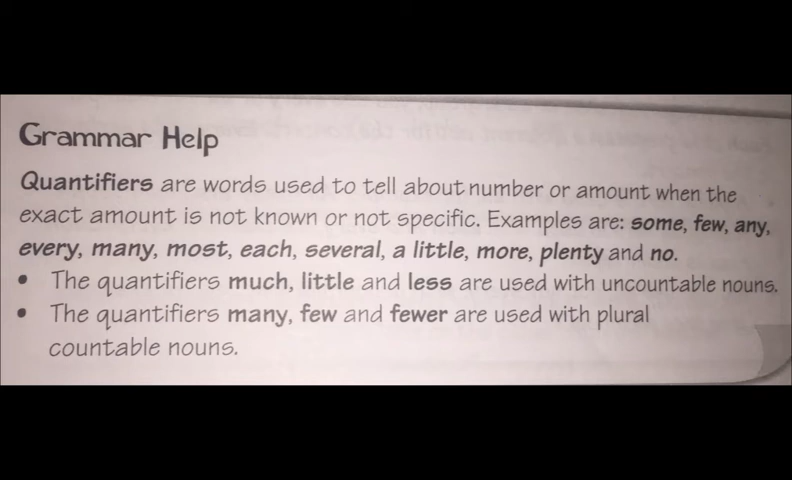 Grammar Help
Quantifiers are words used to tell about number or amount when the
exact amount is not known or not specific. Examples are: some, few, any,
every, many, most, each, several, a little, more, plenty and no.
• The quantifiers much, little and less are used with uncountable nouns.
• The quantifiers many, few and fewer are used with plural
countable nouns.